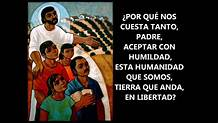 ¿POR QUÉ NOS
CUESTA TANTO,
PADRE,
ACEPTAR CON
HUMILDAD,
ESTA HUMANIDAD
QUE SOMOS,
TIERRA QUE ANDA,
EN LIBERTAD?